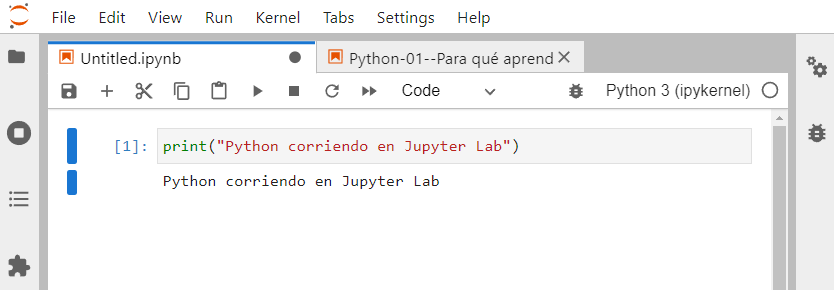 File Edit View Run Kernel Tabs Settings Help
Untitled.ipynb Python-01--Para qué aprend
Code Python 3 (ipykernel)
[1]: print("Python corriendo en Jupyter Lab")
Python corriendo en Jupyter Lab